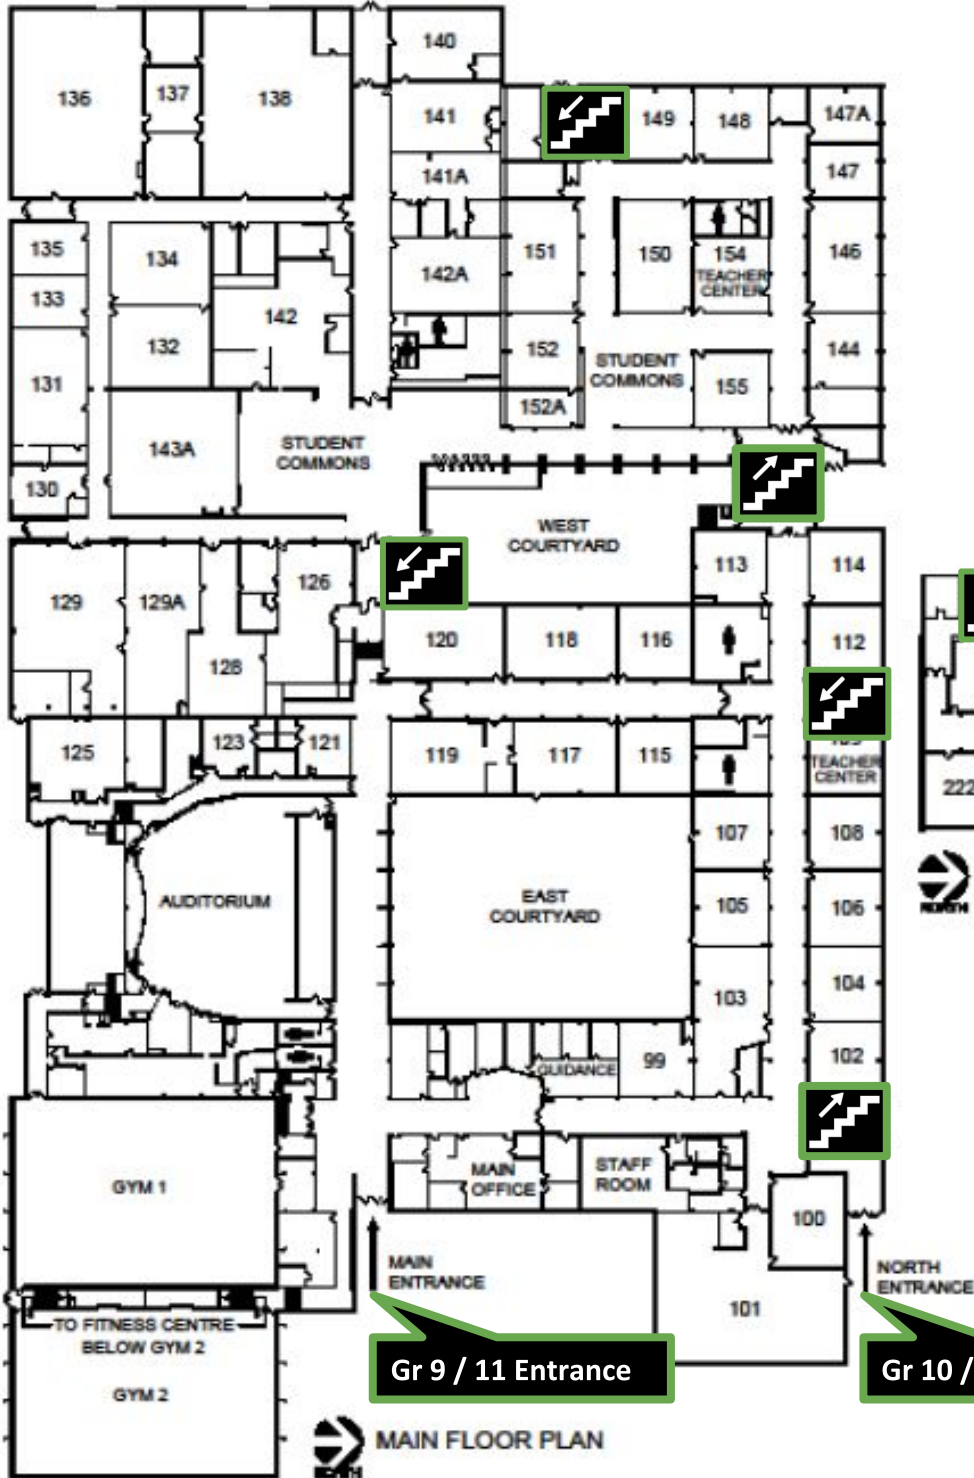 140
136
137
138
141
149
148
147A
141A
147
135
134
142A
151
150
154
TEACHER
CENTER
146
133
142
131
132
152
STUDENT
COMMONS
144
155
152A
143A
STUDENT
COMMONS
130
WEST
COURTYARD
113
114
129
129A
126
120
118
116
112
128
125
123
121
119
117
115
TEACHER
CENTER
222
107
108
AUDITORIUM
EAST
COURTYARD
105
106
NORTH
103
104
GUIDANCE
99
102
GYM 1
MAIN
OFFICE
STAFF
ROOM
100
MAIN
ENTRANCE
NORTH
ENTRANCE
101
TO FITNESS CENTRE
BELOW GYM 2
Gr 9 / 11 Entrance
Gr 10 /
GYM 2
MAIN FLOOR PLAN